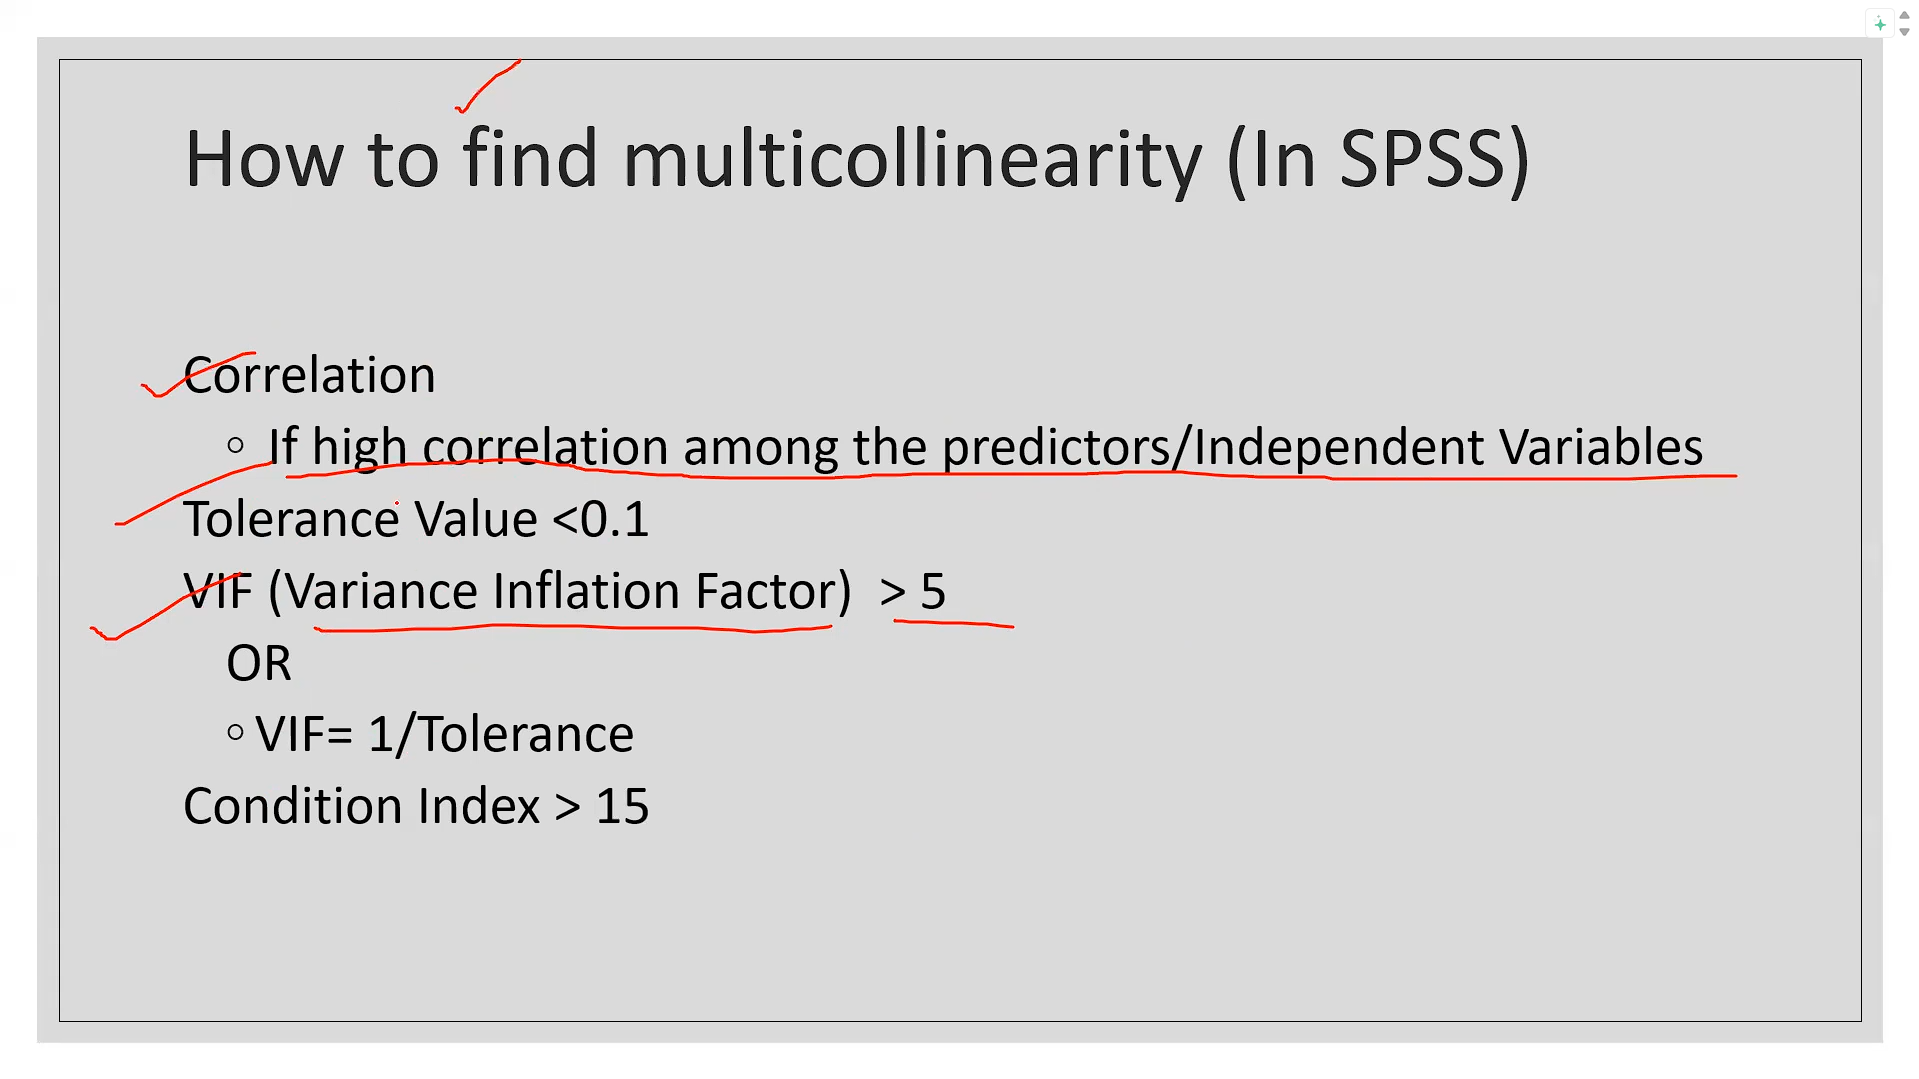 How to find multicollinearity (In SPSS)
Correlation
◦ If high correlation among the predictors/Independent Variables
Tolerance Value <0.1
VIF (Variance Inflation Factor)  > 5
OR
◦ VIF= 1/Tolerance
Condition Index > 15